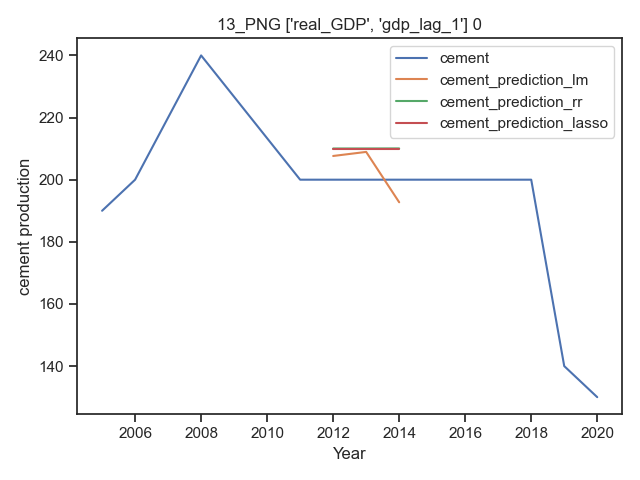 13_PNG ['real_GDP', 'gdp_lag_1'] 0
cement
cement_prediction_lm
cement_prediction_rr
cement_prediction_lasso
240
220
200
180
160
140
cement production
2006
2008
2010
2012
2014
2016
2018
2020
Year